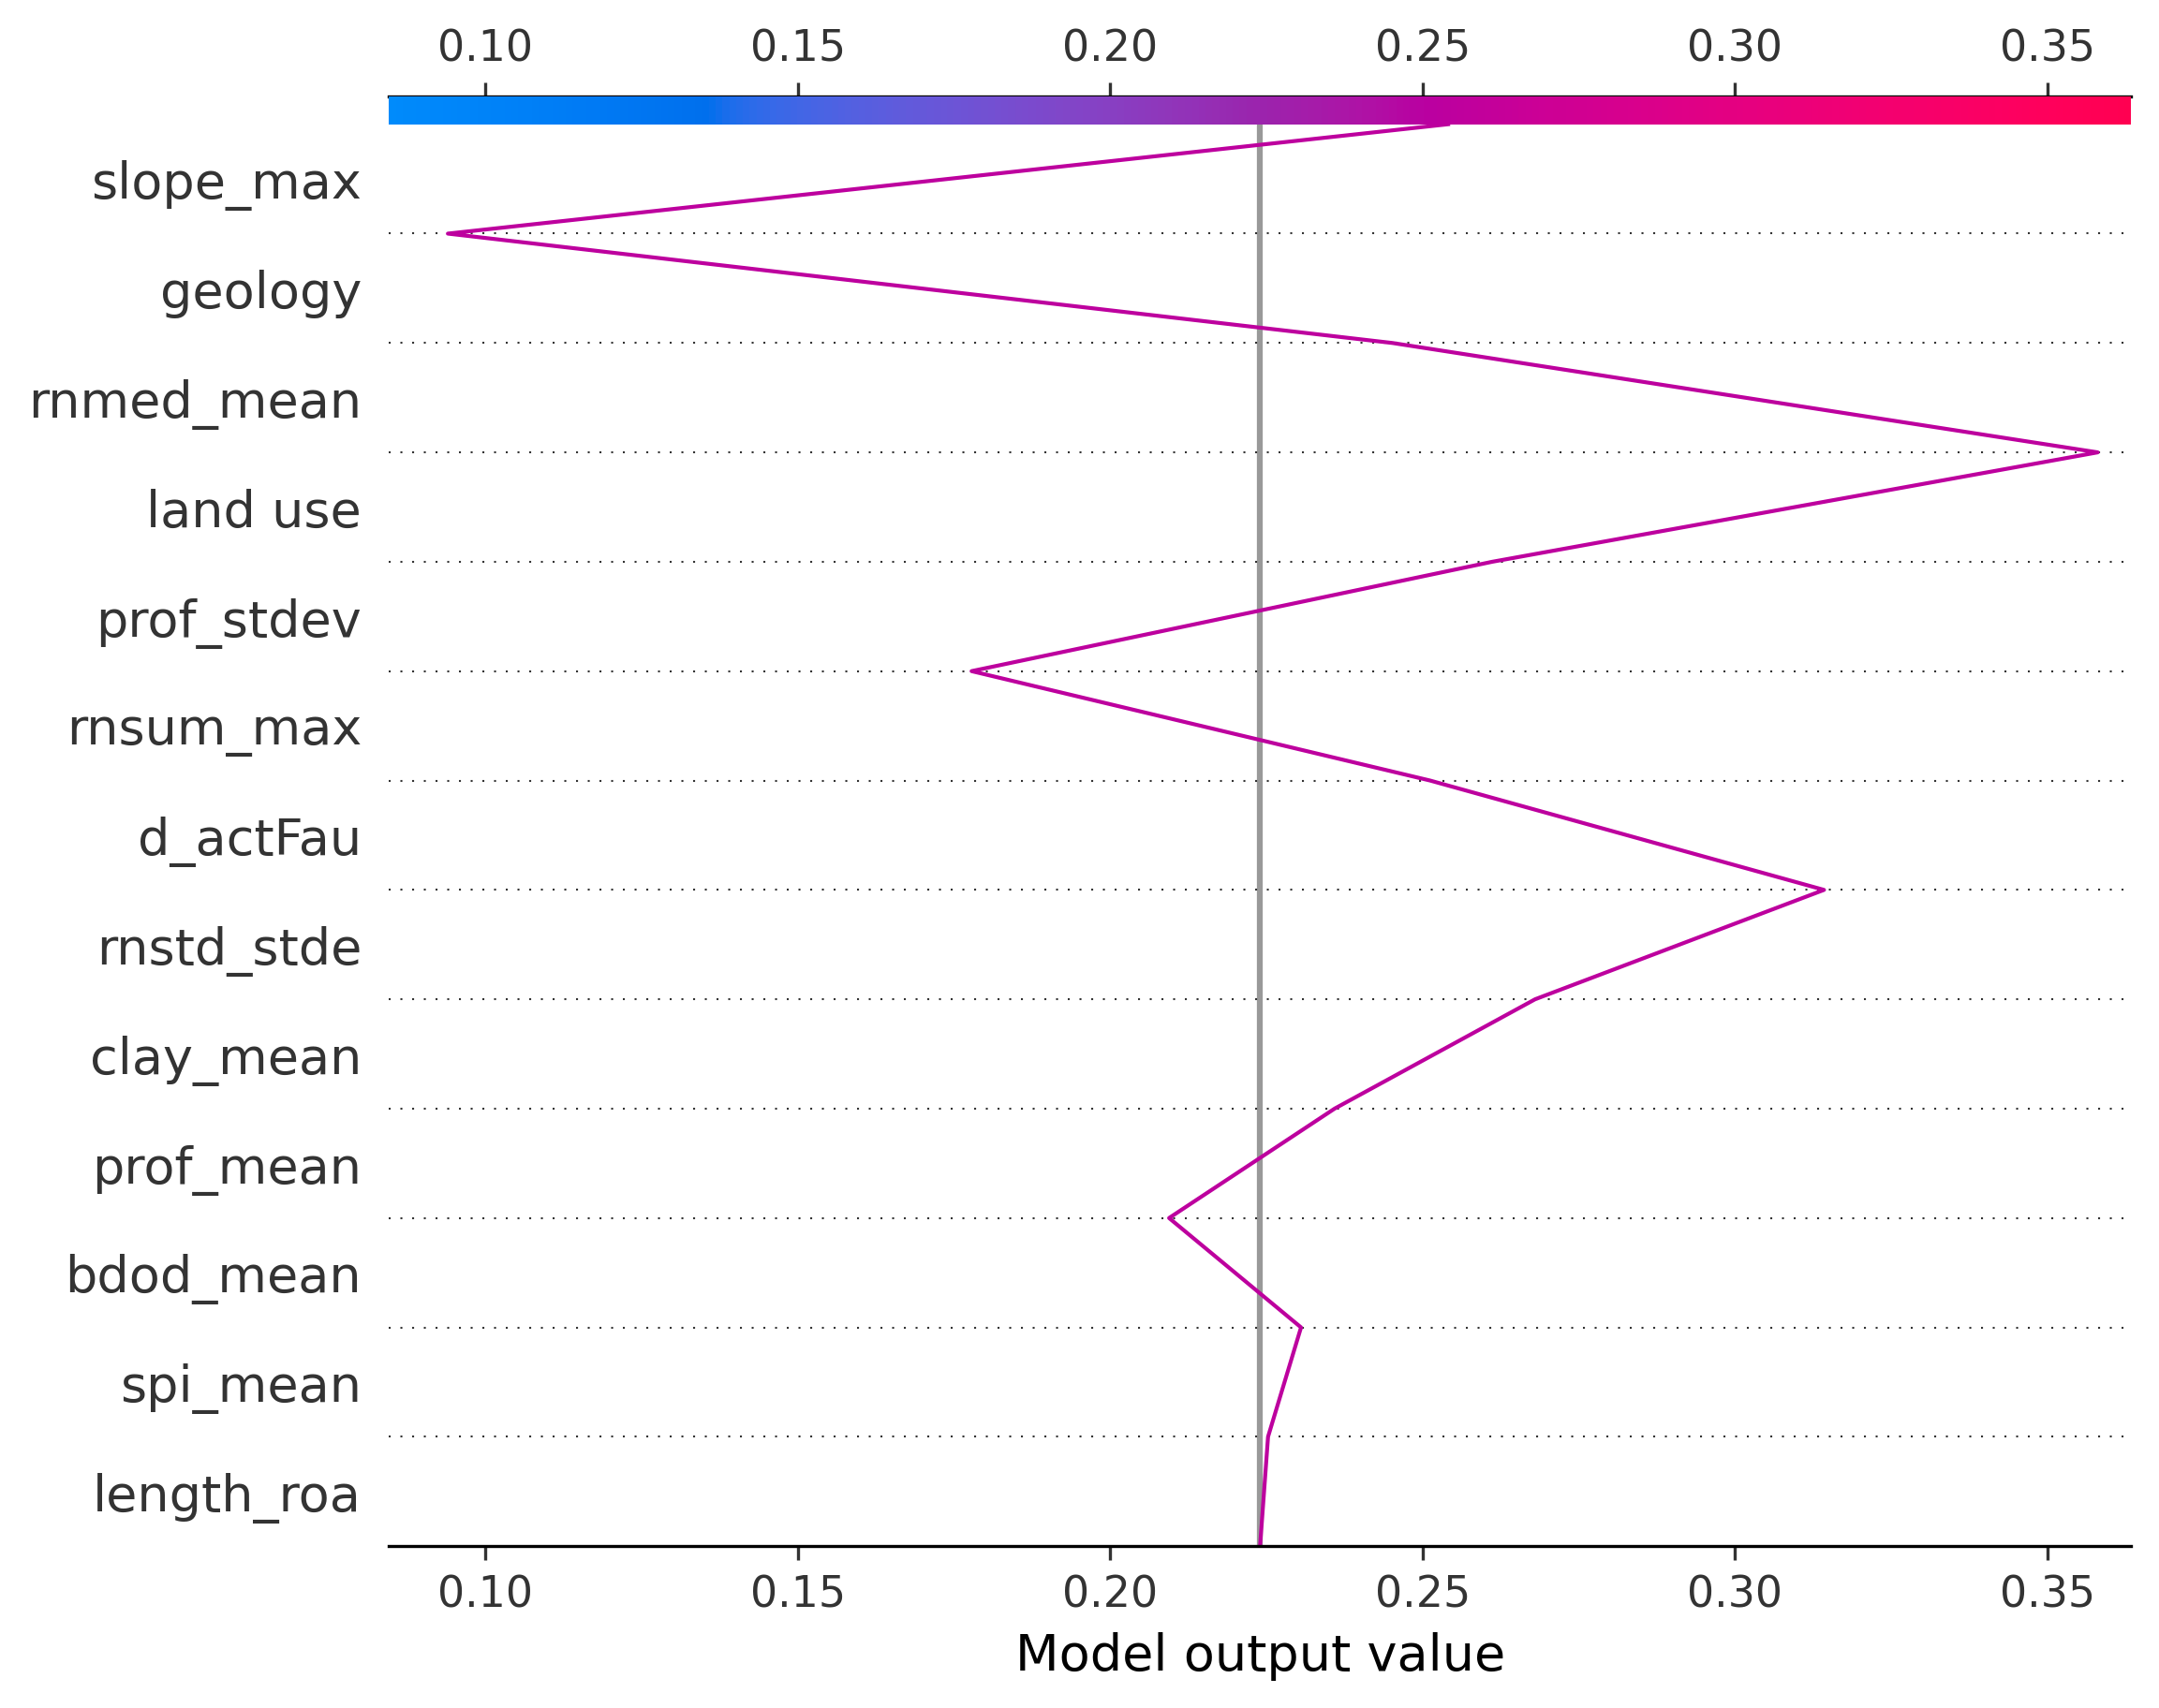 0.10 0.15 0.20 0.25 0.30 0.35
slope_max
geology
rnmed_mean
land use
prof_stdev
rnsum_max
d_actFau
rnstd_stde
clay_mean
prof_mean
bdod_mean
spi_mean
length_roa
0.10 0.15 0.20 0.25 0.30 0.35
Model output value